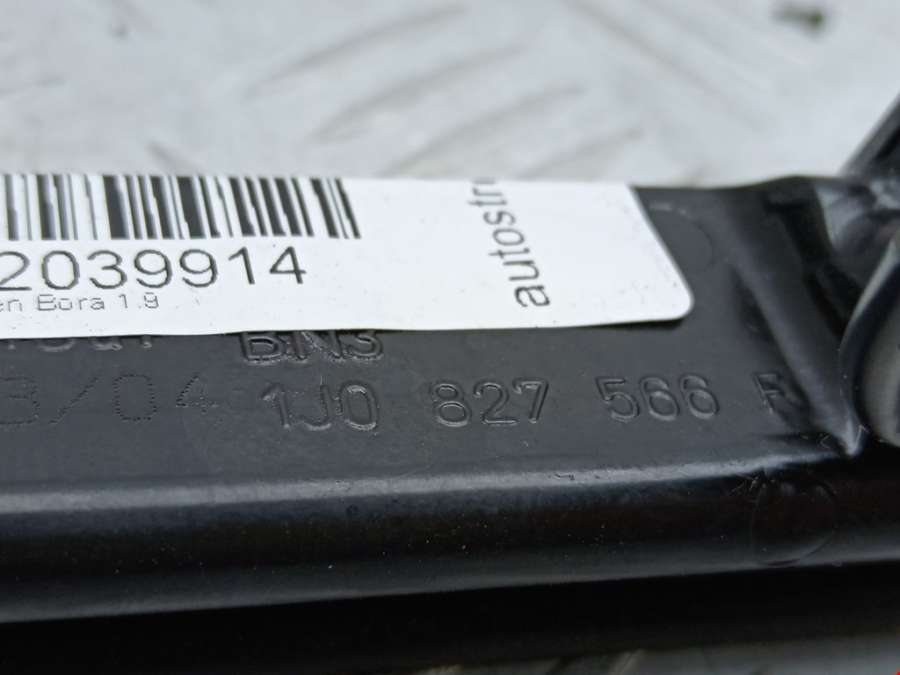 2039914
en Bora 1.9
autostr
BN3
3/04 1J0 827 566